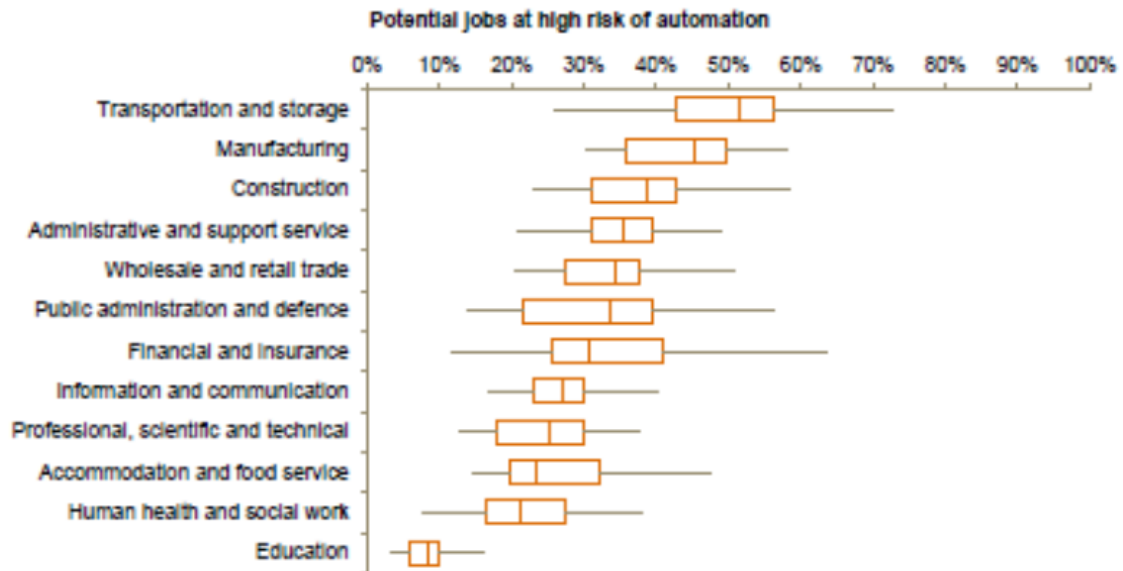 Potential jobs at high risk of automation
0% 10% 20% 30% 40% 50% 60% 70% 80% 90% 100%
Transportation and storage
Manufacturing
Construction
Administrative and support service
Wholesale and retail trade
Public administration and defence
Financial and insurance
Information and communication
Professional, scientific and technical
Accommodation and food service
Human health and social work
Education